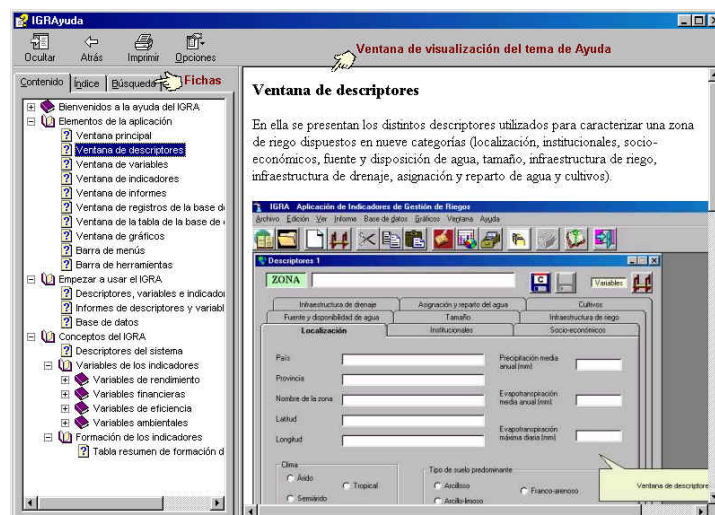 IGRAyuda
Ocultar Atrás Imprimir Opciones
Ventana de visualización del tema de Ayuda
Contenido Índice Búsqueda Fichas
Bienvenidos a la ayuda del IGRA
Elementos de la aplicación
Ventana principal
Ventana de descriptores
Ventana de variables
Ventana de indicadores
Ventana de informes
Ventana de registros de la base d
Ventana de la tabla de la base de
Ventana de gráficos
Barra de menús
Barra de herramientas
Empezar a usar el IGRA
Descriptores, variables e indicador
Informes de descriptores y variabl
Base de datos
Conceptos del IGRA
Descriptores del sistema
Variables de los indicadores
Variables de rendimiento
Variables financieras
Variables de eficiencia
Variables ambientales
Formación de los indicadores
Tabla resumen de formación d
Ventana de descriptores
En ella se presentan los distintos descriptores utilizados para caracterizar una zona
de riego dispuestos en nueve categorías (localización, institucionales, socio-
económicos, fuente y disposición de agua, tamaño, infraestructura de riego,
infraestructura de drenaje, asignación y reparto de agua y cultivos).
IGRA Aplicación de Indicadores de Gestión de Riegos
Archivo Edición Ver Informe Base de datos Gráficos Ventana Ayuda
Descriptores 1
ZONA Variables
Infraestructura de drenaje Asignación y reparto del agua Cultivos
Fuente y disponibilidad de agua Tamaño Infraestructura de riego
Localización Institucionales Socio-económicos
País
Provincia
Nombre de la zona
Latitud
Longitud
Precipitación media
anual (mm)
Evapotranspiración
media anual (mm)
Evapotranspiración
máxima diaria (mm)
Clima
Árido
Tropical
Semiárido
Tipo de suelo predominante
Arcilloso
Franco-arenoso
Arcillo-limoso
Ventana de descriptore